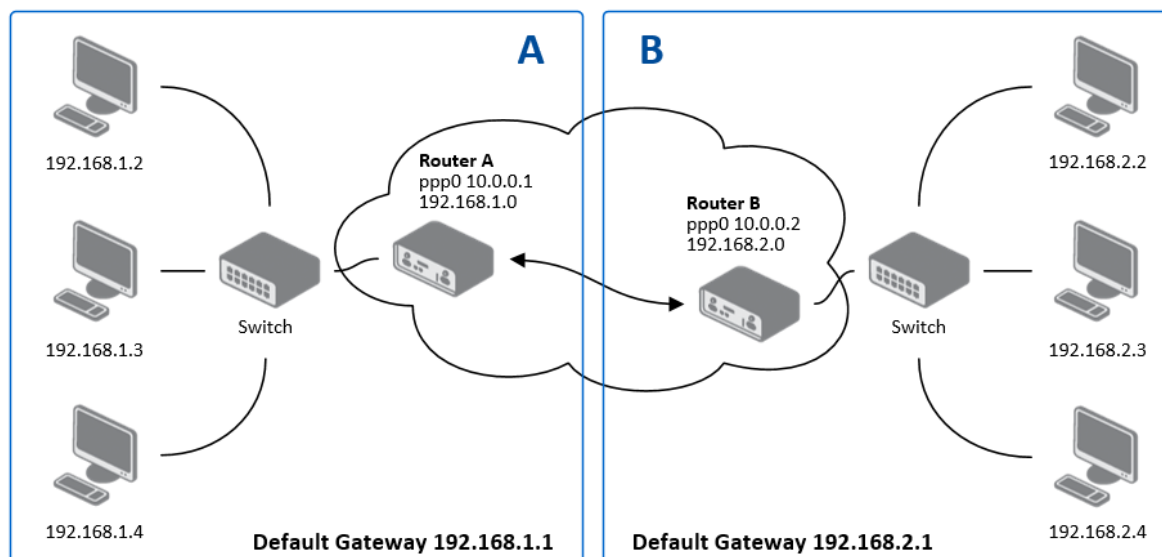 A
B
192.168.1.2
Router A
ppp0 10.0.0.1
192.168.1.0
192.168.2.2
Router B
ppp0 10.0.0.2
192.168.2.0
Switch
Switch
192.168.1.3
192.168.2.3
192.168.1.4
192.168.2.4
Default Gateway 192.168.1.1
Default Gateway 192.168.2.1